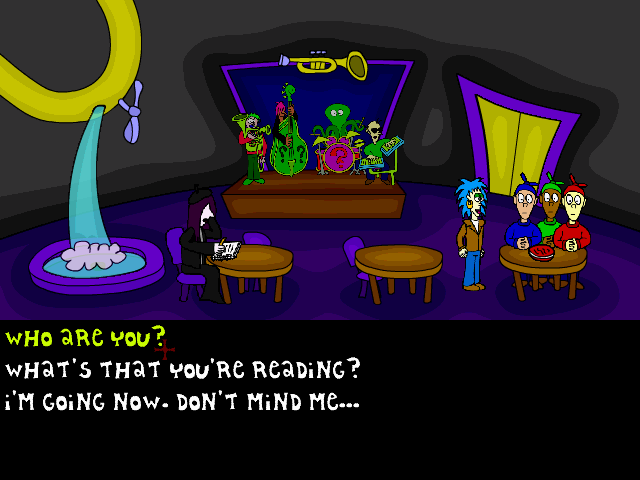 WHO ARE YOU?
WHAT'S THAT YOU'RE READING?
I'M GOING NOW. DON'T MIND ME...